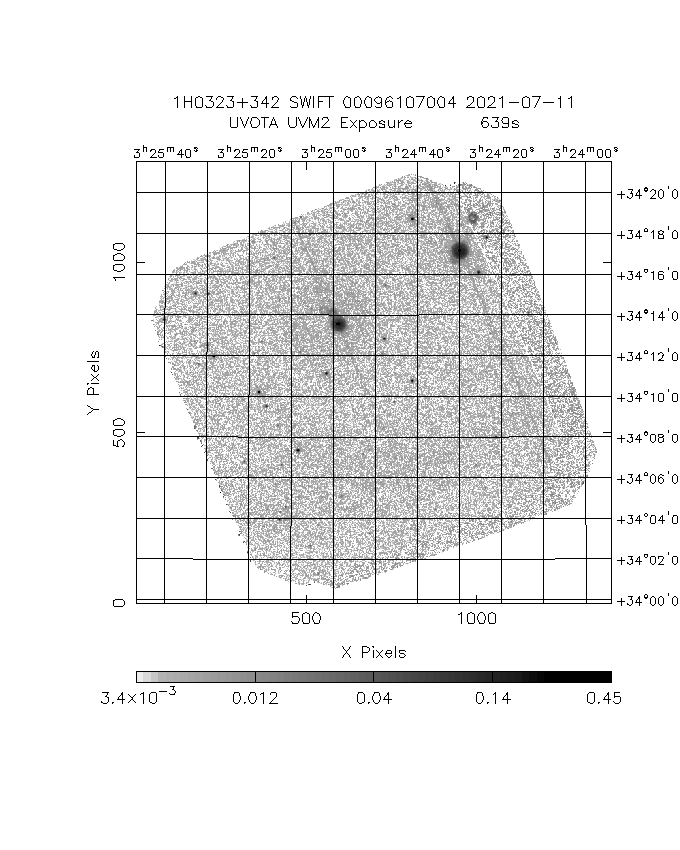 1H0323+342 SWIFT 00096107004 2021-07-11
UVOTA UVM2 Exposure 639s
3ʰ25ᵐ40ˢ 3ʰ25ᵐ20ˢ 3ʰ25ᵐ00ˢ 3ʰ24ᵐ40ˢ 3ʰ24ᵐ20ˢ 3ʰ24ᵐ00ˢ
+34°20'0
+34°18'0
1000
+34°16'0
+34°14'0
+34°12'0
Y Pixels
+34°10'0
500
+34°08'0
+34°06'0
+34°04'0
+34°02'0
0
+34°00'0
500 1000
X Pixels
3.4×10⁻³ 0.012 0.04 0.14 0.45